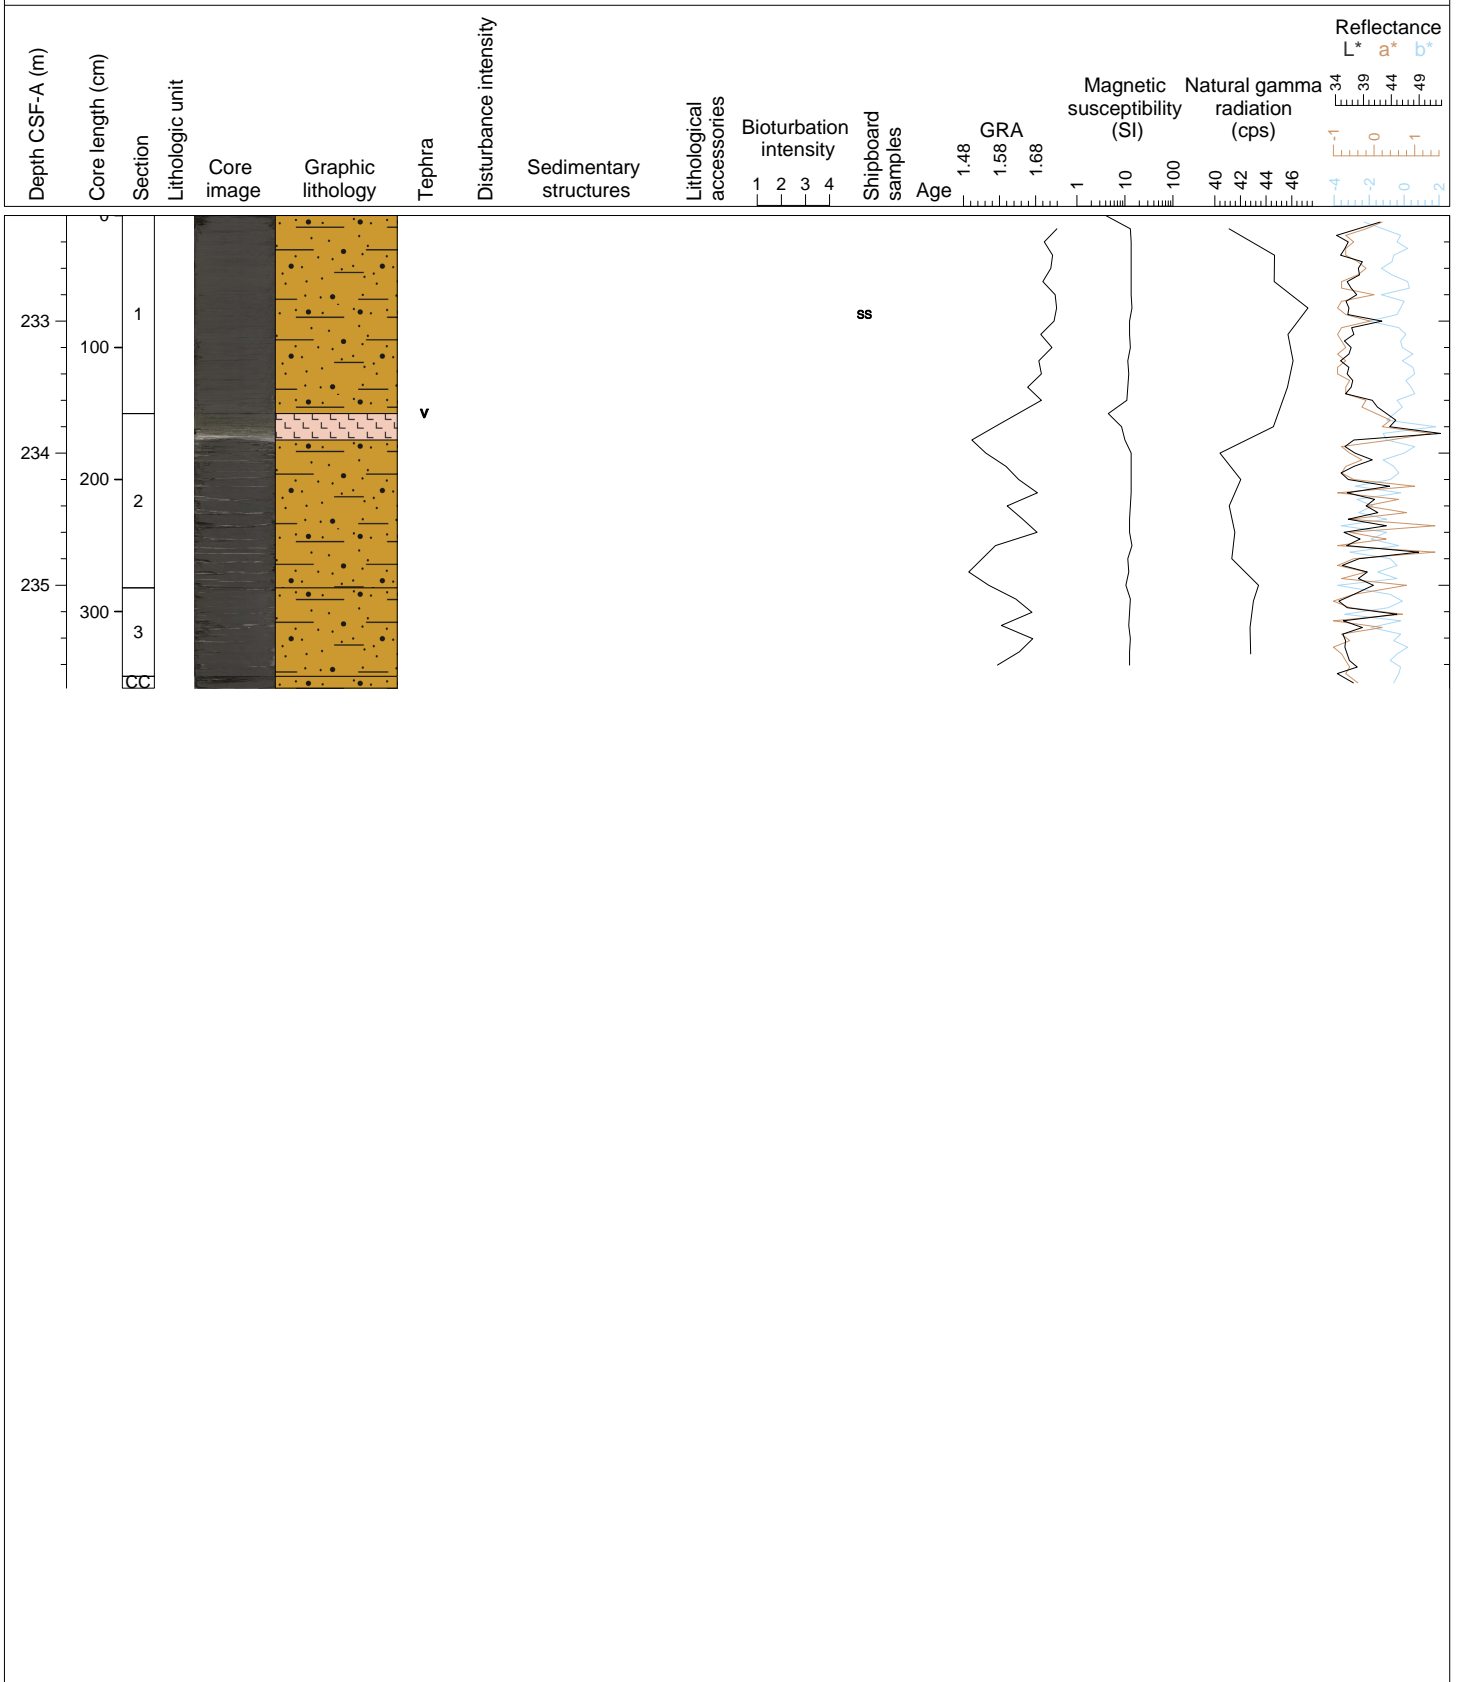 Depth CSF-A (m)
Core length (cm)
Section
Lithologic unit
Core
image
Graphic
lithology
Tephra
Disturbance intensity
Sedimentary
structures
Lithological
accessories
Bioturbation
intensity
1 2 3 4
Shipboard
samples
Age
GRA
1.48 1.58 1.68
Magnetic
susceptibility
(SI)
1 10 100
Natural gamma
radiation
(cps)
40 42 44 46
Reflectance
L* a* b*
34 39 44 49
-1 0 1
-4 -2 0 2
0
1
ss
233
100
v
234
200
2
235
300
3
CC